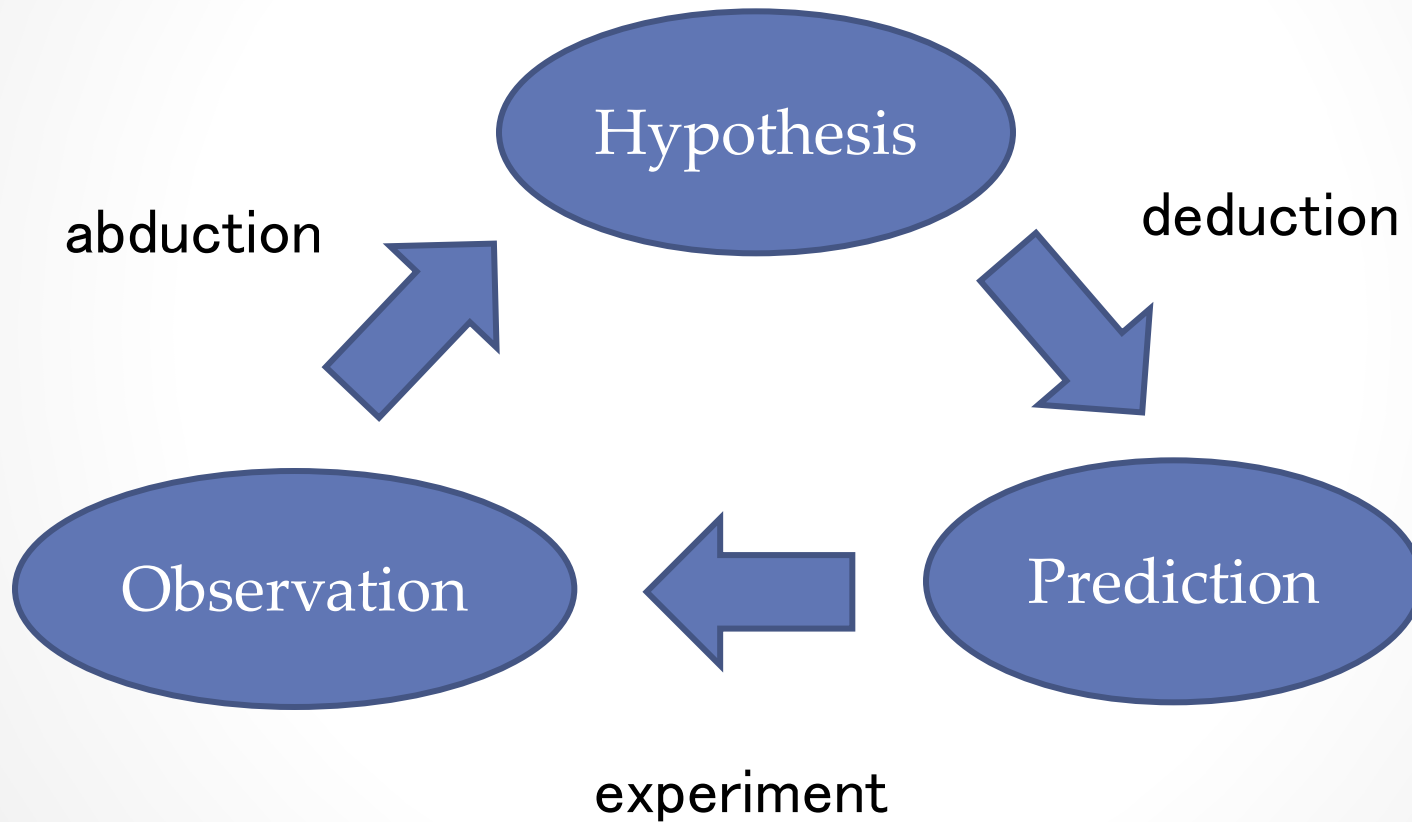 Hypothesis
abduction
deduction
Observation
Prediction
experiment